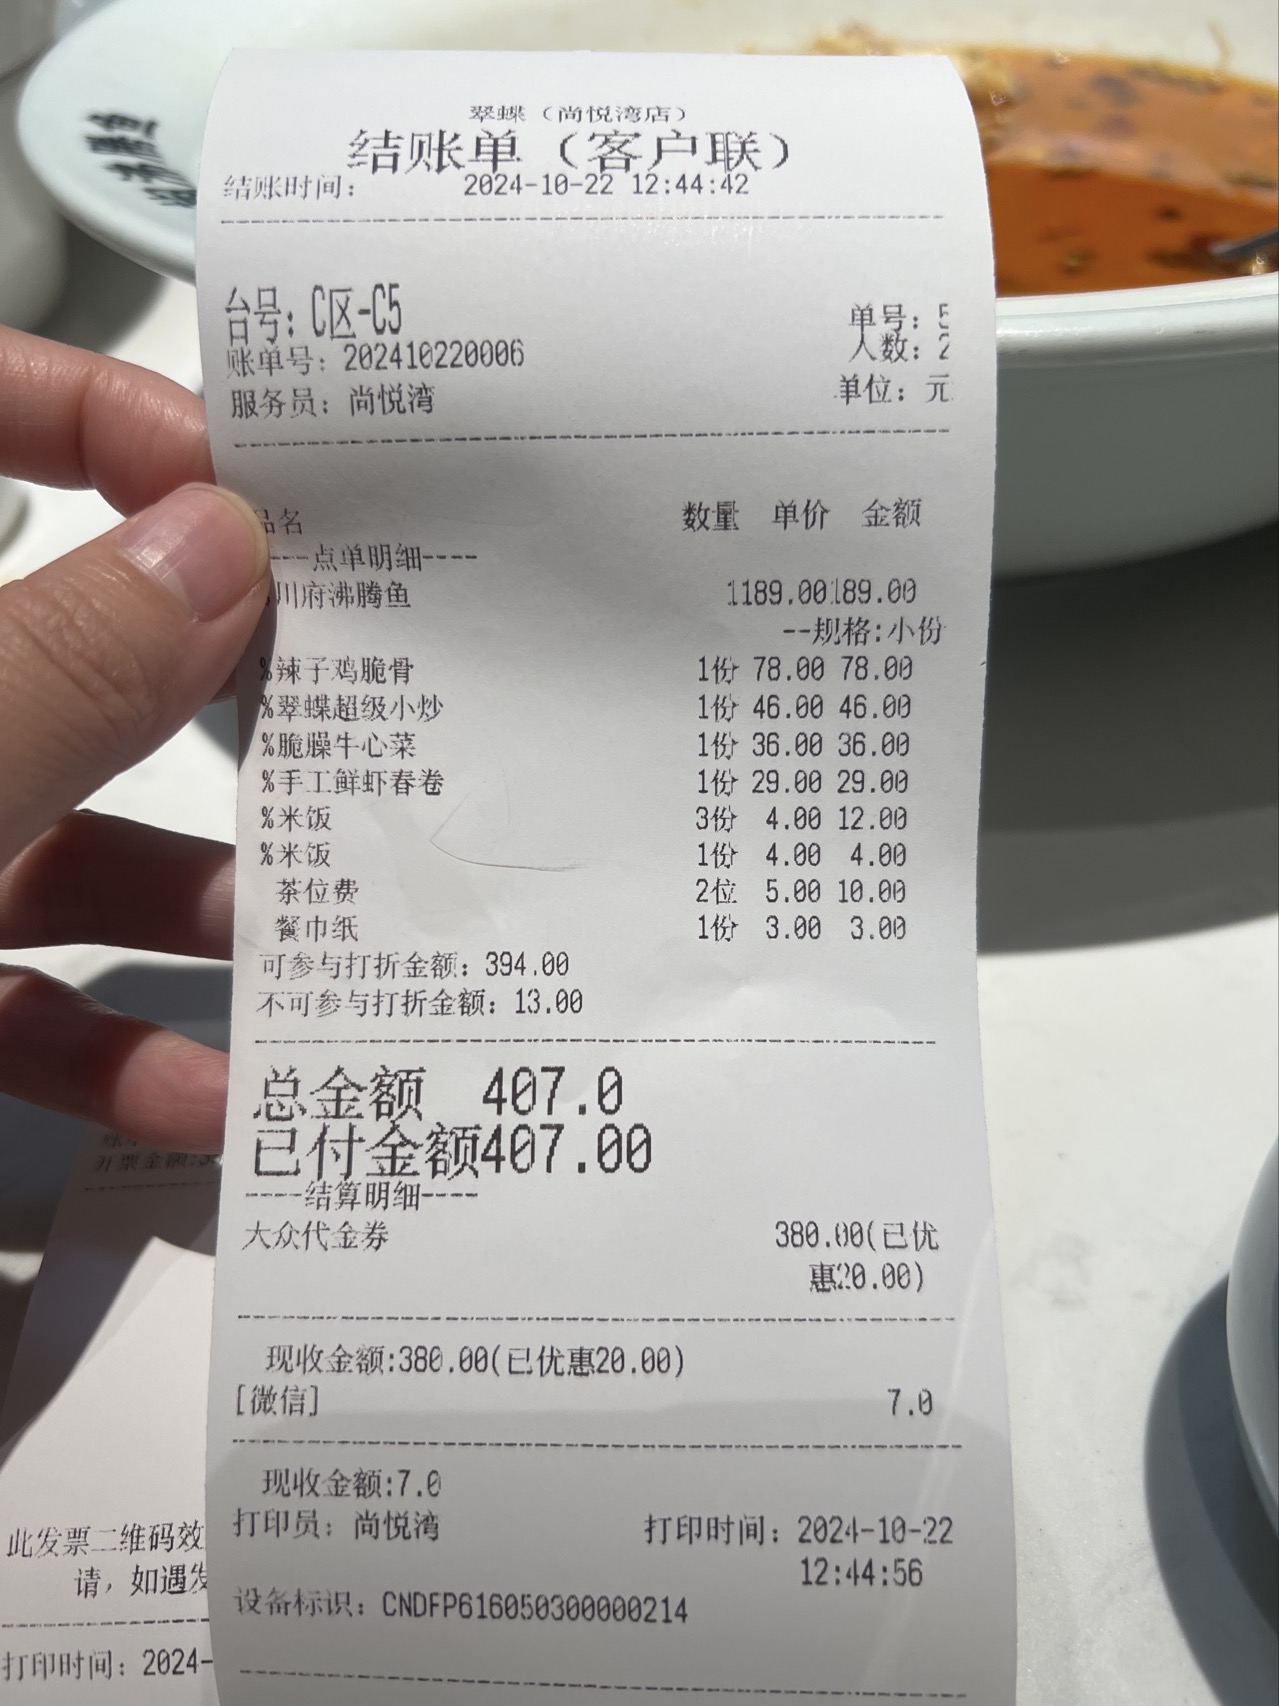 翠蝶（尚悦湾店）
结账单（客户联）
结账时间： 2024-10-22 12:44:42
台号：C区-C5
单号：5
账单号：202410220006
人数：2
服务员：尚悦湾
单位：元
品名 数量 单价 金额
----点单明细----
川府沸腾鱼 1189.00189.00
--规格:小份
%辣子鸡脆骨 1份 78.00 78.00
%翠蝶超级小炒 1份 46.00 46.00
%脆臊牛心菜 1份 36.00 36.00
%手工鲜虾春卷 1份 29.00 29.00
%米饭 3份 4.00 12.00
%米饭 1份 4.00 4.00
茶位费 2位 5.00 10.00
餐巾纸 1份 3.00 3.00
可参与打折金额：394.00
不可参与打折金额：13.00
总金额 407.0
已付金额407.00
----结算明细----
大众代金券 380.00(已优
惠20.00)
现收金额:380.00(已优惠20.00)
[微信] 7.0
现收金额:7.0
打印员：尚悦湾 打印时间：2024-10-22
12:44:56
设备标识：CNDFP616050300000214
开票金额:3
此发票二维码效
请，如遇发
打印时间：2024-